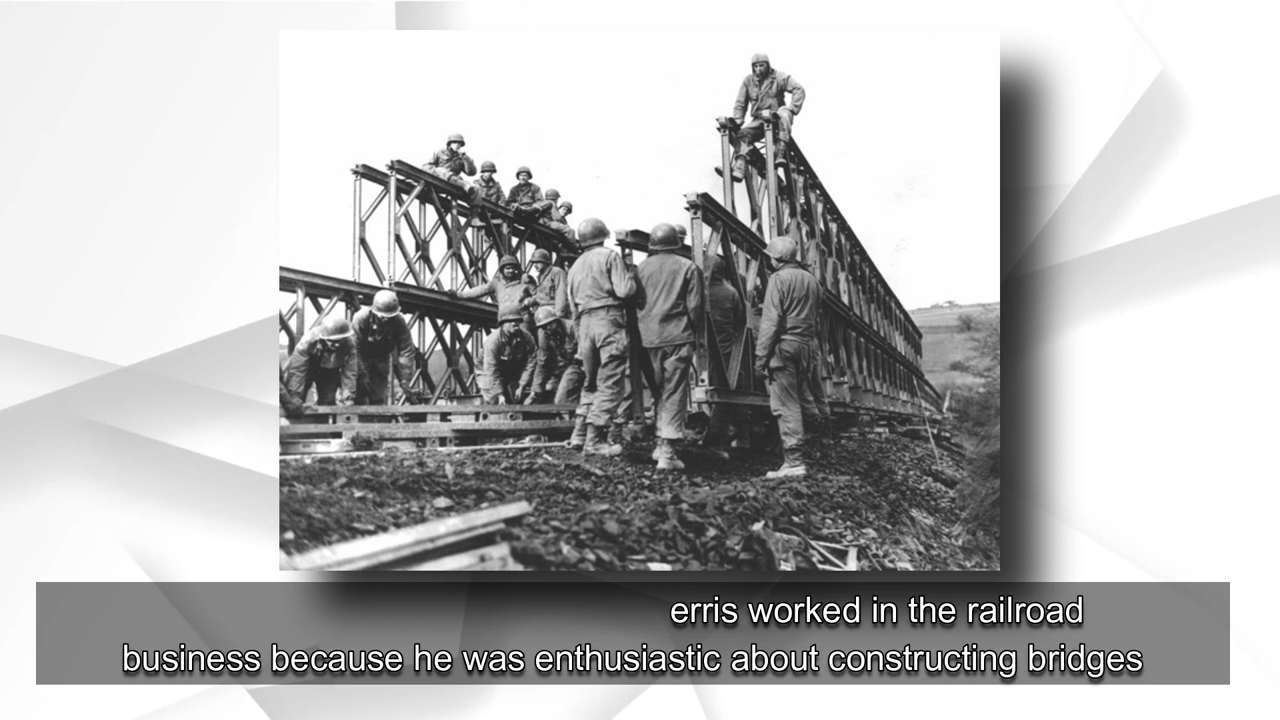 erris worked in the railroad
business because he was enthusiastic about constructing bridges